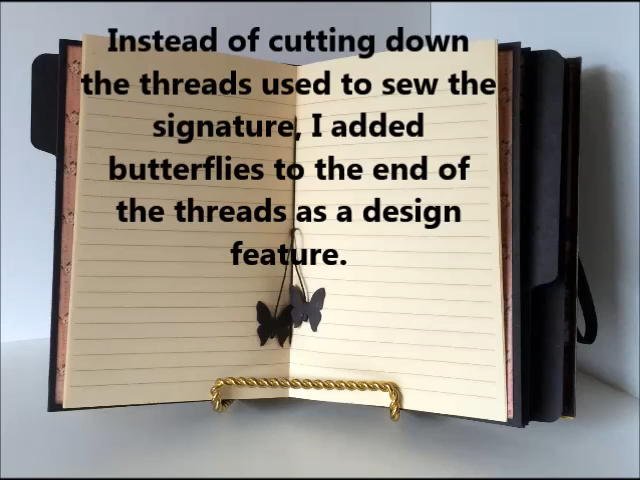 Instead of cutting down
the threads used to sew the
signature, I added
butterflies to the end of
the threads as a design
feature.